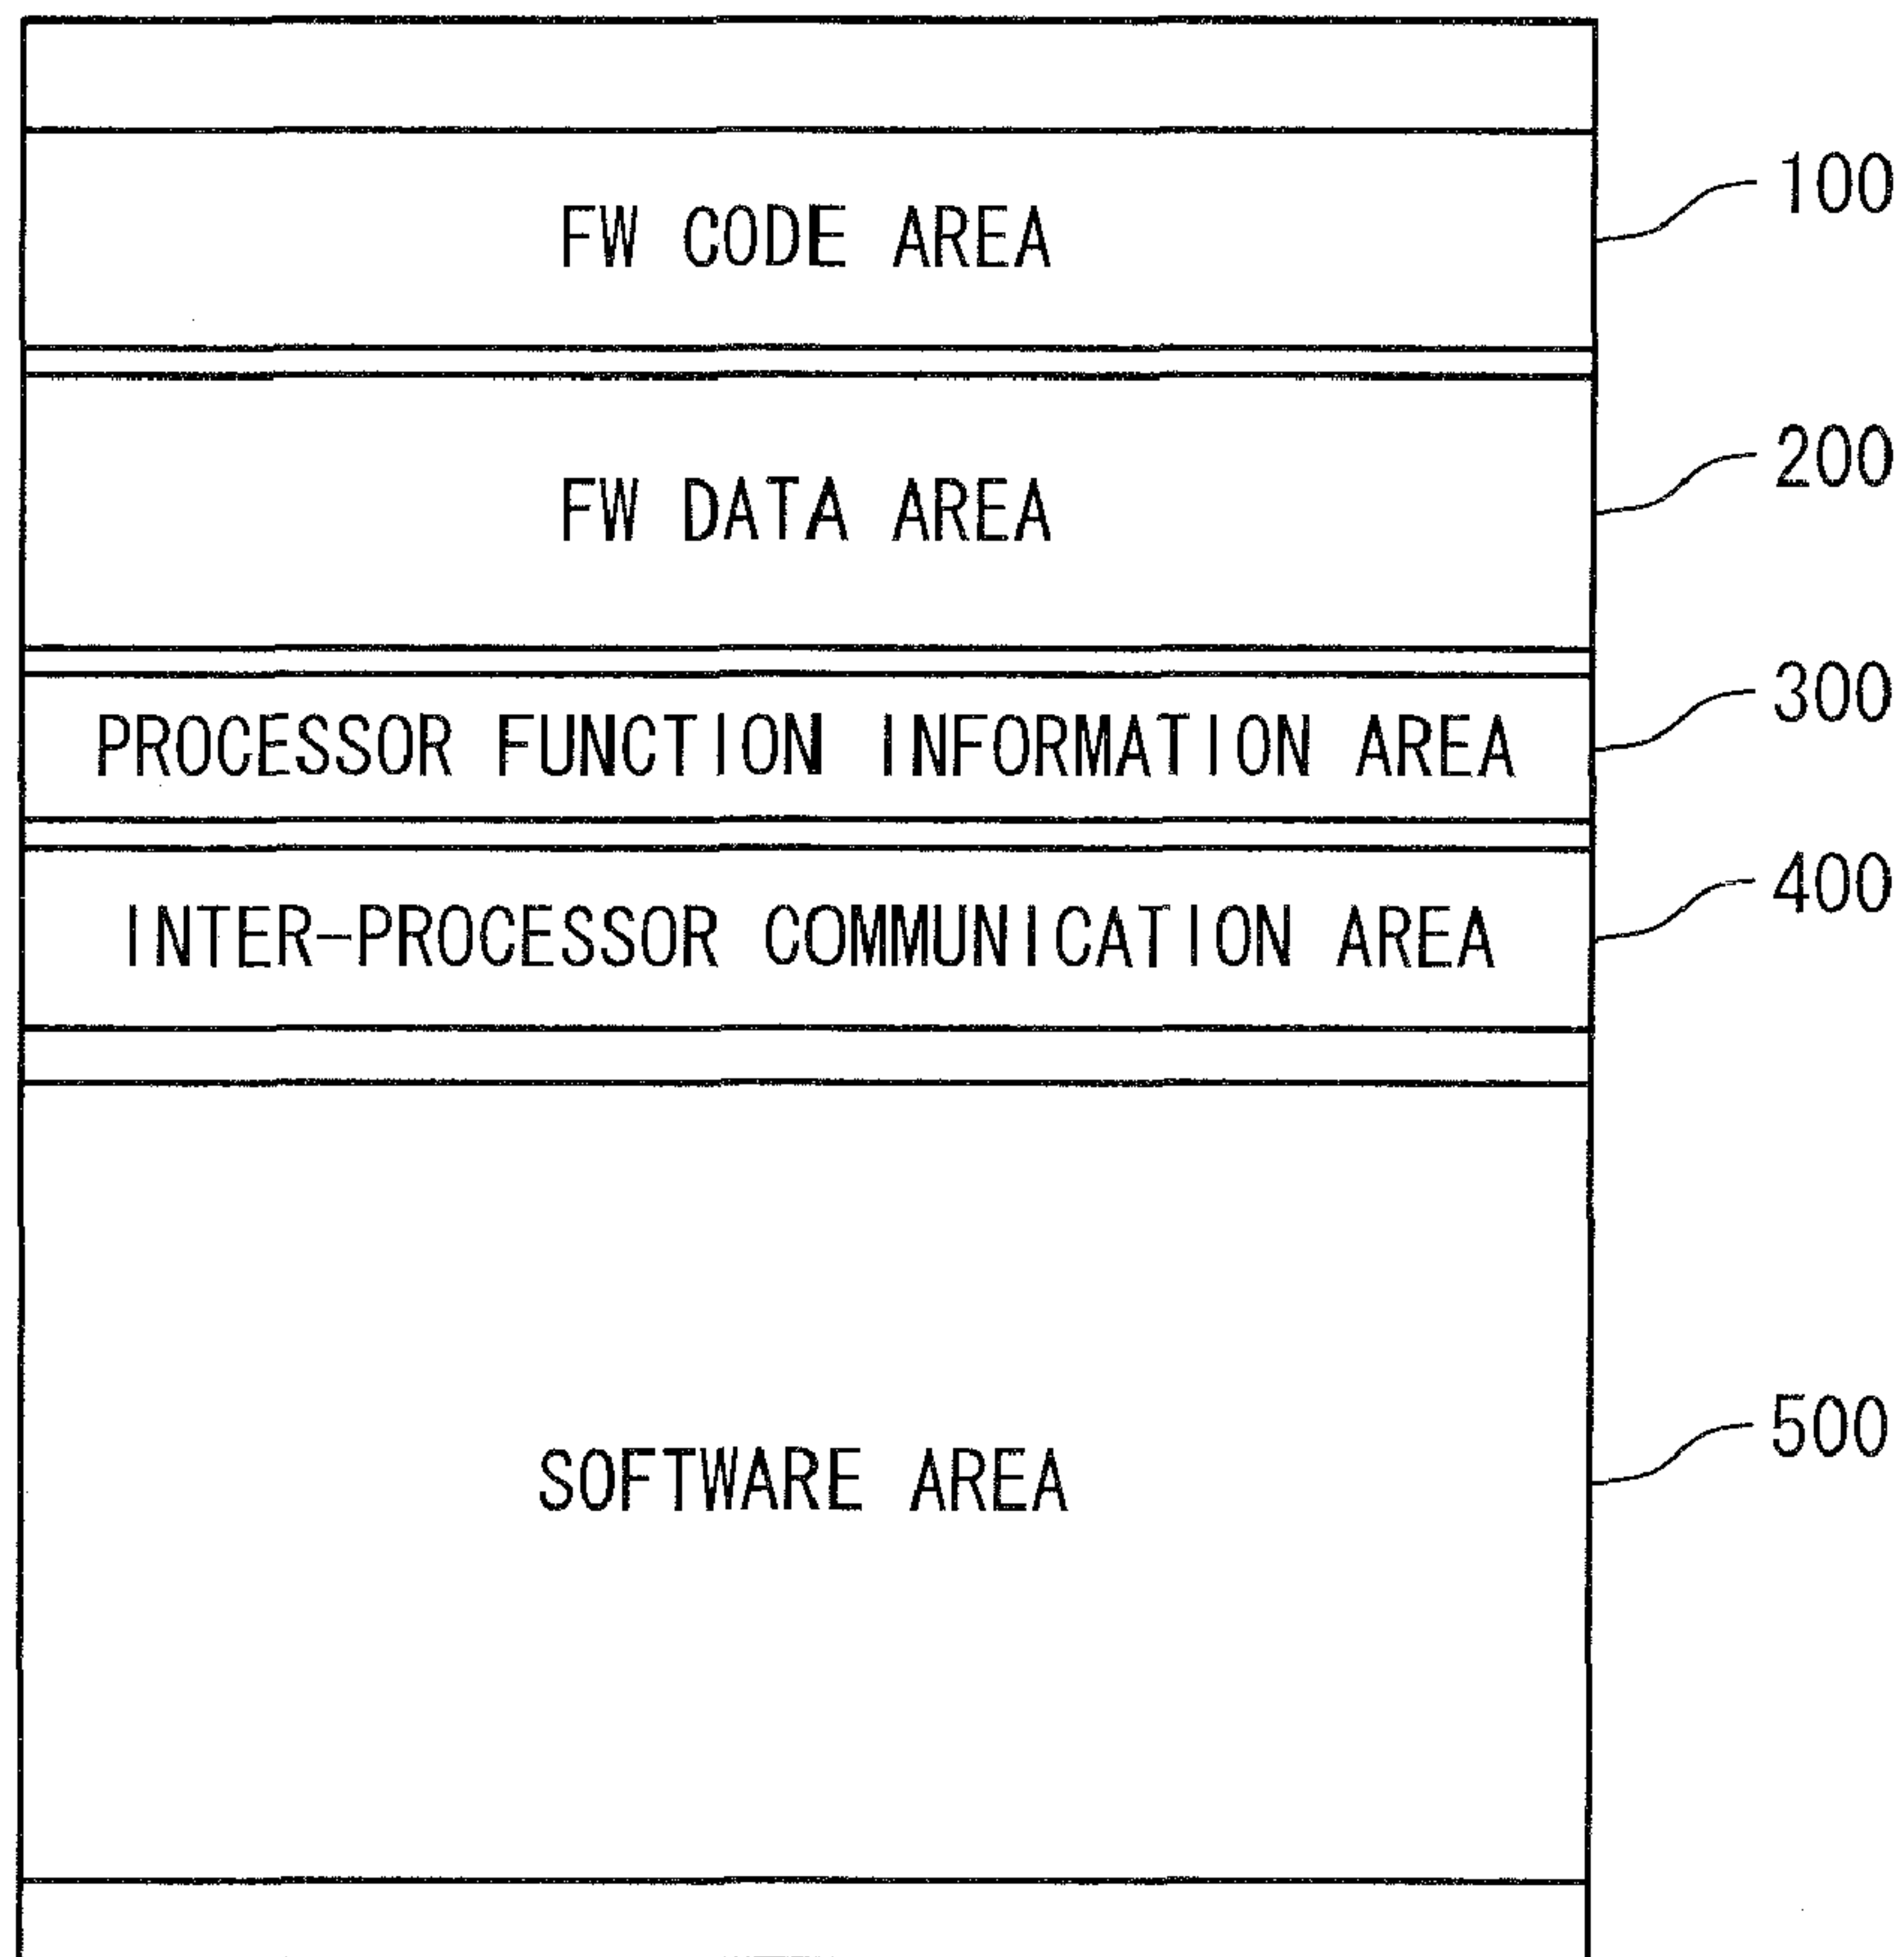 FW CODE AREA
100
FW DATA AREA
200
PROCESSOR FUNCTION INFORMATION AREA
300
INTER-PROCESSOR COMMUNICATION AREA
400
SOFTWARE AREA
500